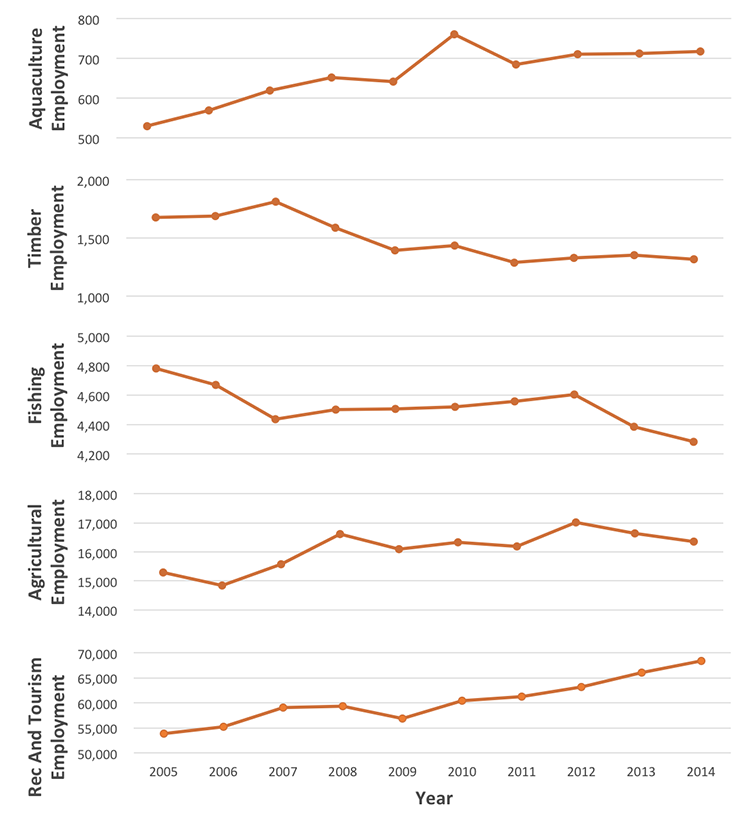 Aquaculture
Employment
800
700
600
500
Timber
Employment
2,000
1,500
1,000
Fishing
Employment
5,000
4,800
4,600
4,400
4,200
Agricultural
Employment
18,000
17,000
16,000
15,000
14,000
Rec And Tourism
Employment
70,000
65,000
60,000
55,000
50,000
2005 2006 2007 2008 2009 2010 2011 2012 2013 2014
Year